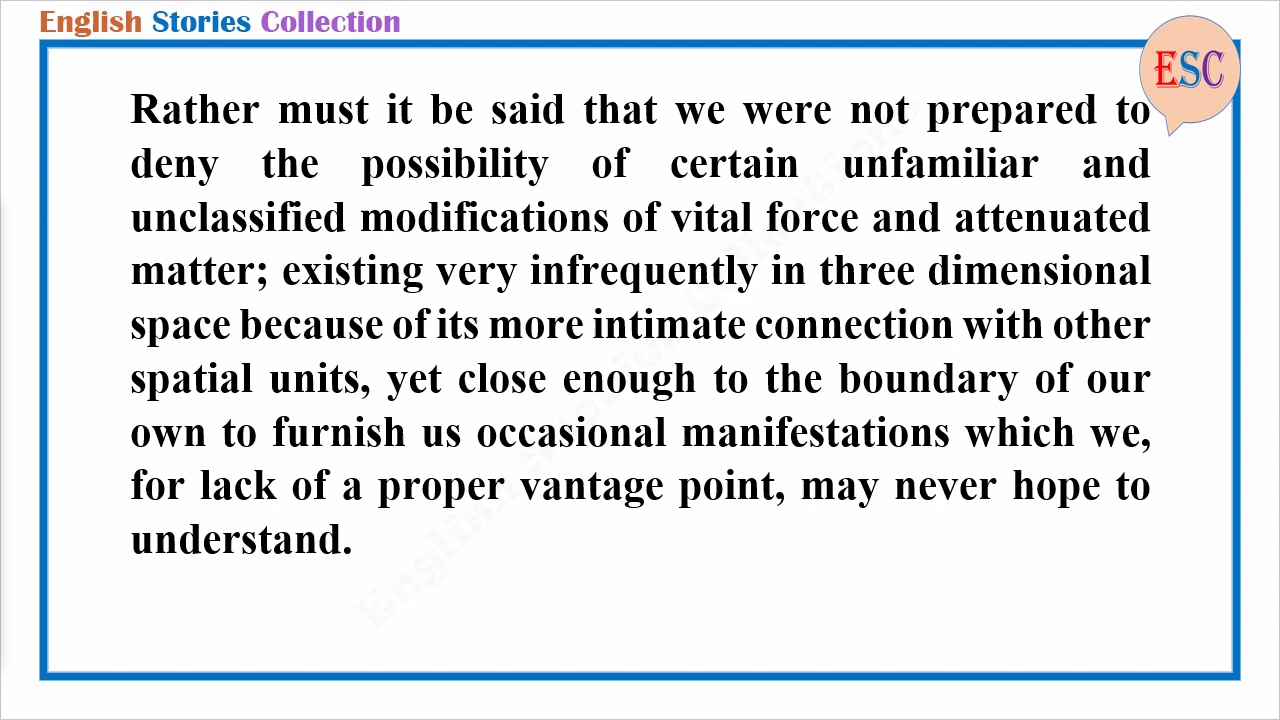 English Stories Collection
ESC
Rather must it be said that we were not prepared to
deny the possibility of certain unfamiliar and
unclassified modifications of vital force and attenuated
matter; existing very infrequently in three dimensional
space because of its more intimate connection with other
spatial units, yet close enough to the boundary of our
own to furnish us occasional manifestations which we,
for lack of a proper vantage point, may never hope to
understand.
English Stories Collections